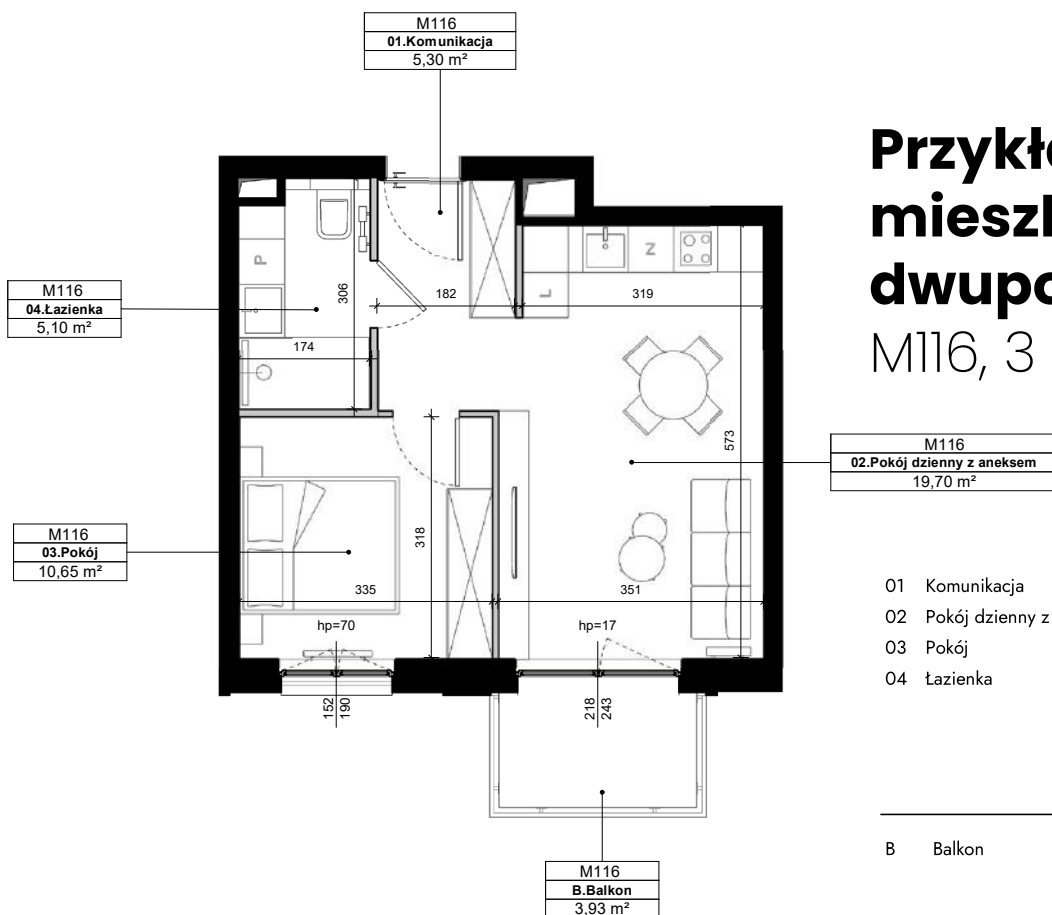 M116
01.Komunikacja
5,30 m²
M116
04.Łazienka
5,10 m²
P
306
174
182
L
Z
319
573
M116
02.Pokój dzienny z aneksem
19,70 m²
M116
03.Pokój
10,65 m²
318
335
351
hp=70
hp=17
152
190
218
243
M116
B.Balkon
3,93 m²
Przykł
mieszk
dwupo
M116, 3
01 Komunikacja
02 Pokój dzienny z
03 Pokój
04 Łazienka
B Balkon